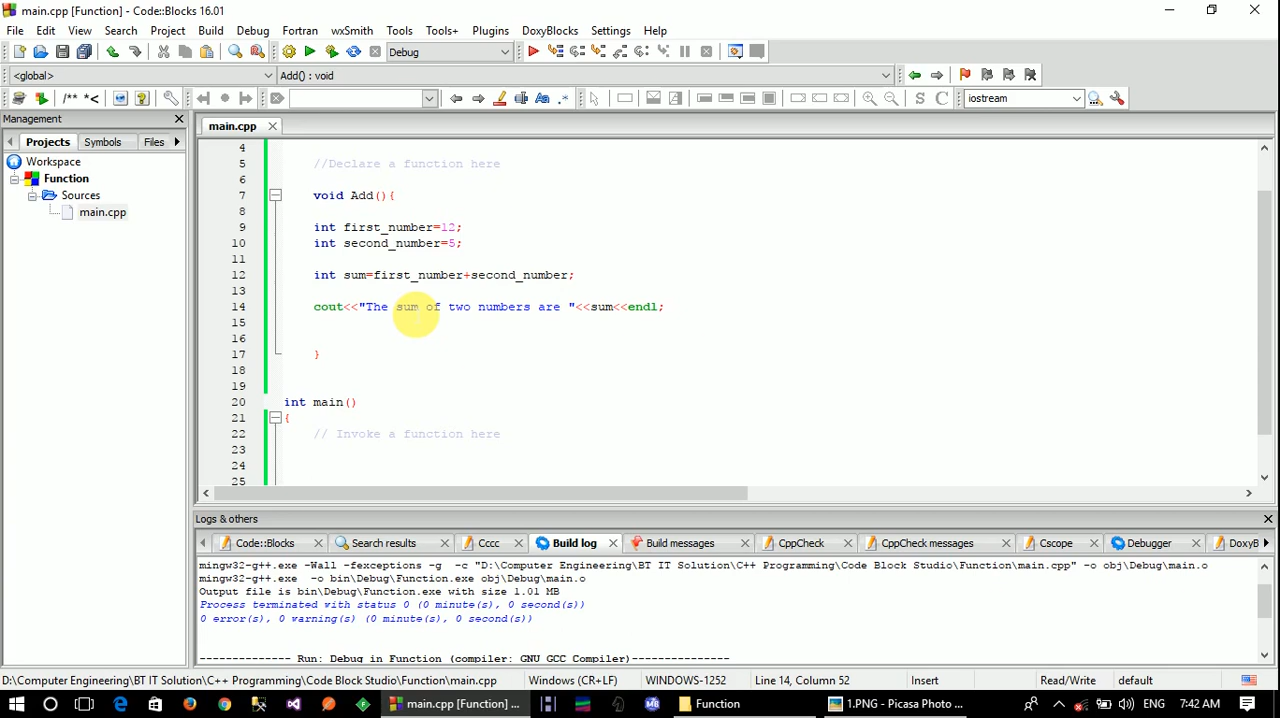 main.cpp [Function] - Code::Blocks 16.01
File Edit View Search Project Build Debug Fortran wxSmith Tools Tools+ Plugins DoxyBlocks Settings Help
Debug
<global> Add() : void
/** *< iostream
Management
main.cpp
Projects Symbols Files
Workspace
Function
Sources
main.cpp
4
5 //Declare a function here
6
7 void Add(){
8
9 int first_number=12;
10 int second_number=5;
11
12 int sum=first_number+second_number;
13
14 cout<<"The sum of two numbers are "<<sum<<endl;
15
16
17 }
18
19
20 int main()
21 {
22 // Invoke a function here
23
24
25
Logs & others
Code::Blocks Search results Cccc Build log Build messages CppCheck CppCheck messages Cscope Debugger DoxyB
mingw32-g++.exe -Wall -fexceptions -g -c "D:\Computer Engineering\BT IT Solution\C++ Programming\Code Block Studio\Function\main.cpp" -o obj\Debug\main.o
mingw32-g++.exe -o bin\Debug\Function.exe obj\Debug\main.o
Output file is bin\Debug\Function.exe with size 1.01 MB
Process terminated with status 0 (0 minute(s), 0 second(s))
0 error(s), 0 warning(s) (0 minute(s), 0 second(s))
-------------- Run: Debug in Function (compiler: GNU GCC Compiler)---------------
D:\Computer Engineering\BT IT Solution\C++ Programming\Code Block Studio\Function\main.cpp Windows (CR+LF) WINDOWS-1252 Line 14, Column 52 Insert Read/Write default
main.cpp [Function] ... Function 1.PNG - Picasa Photo ... ENG 7:42 AM